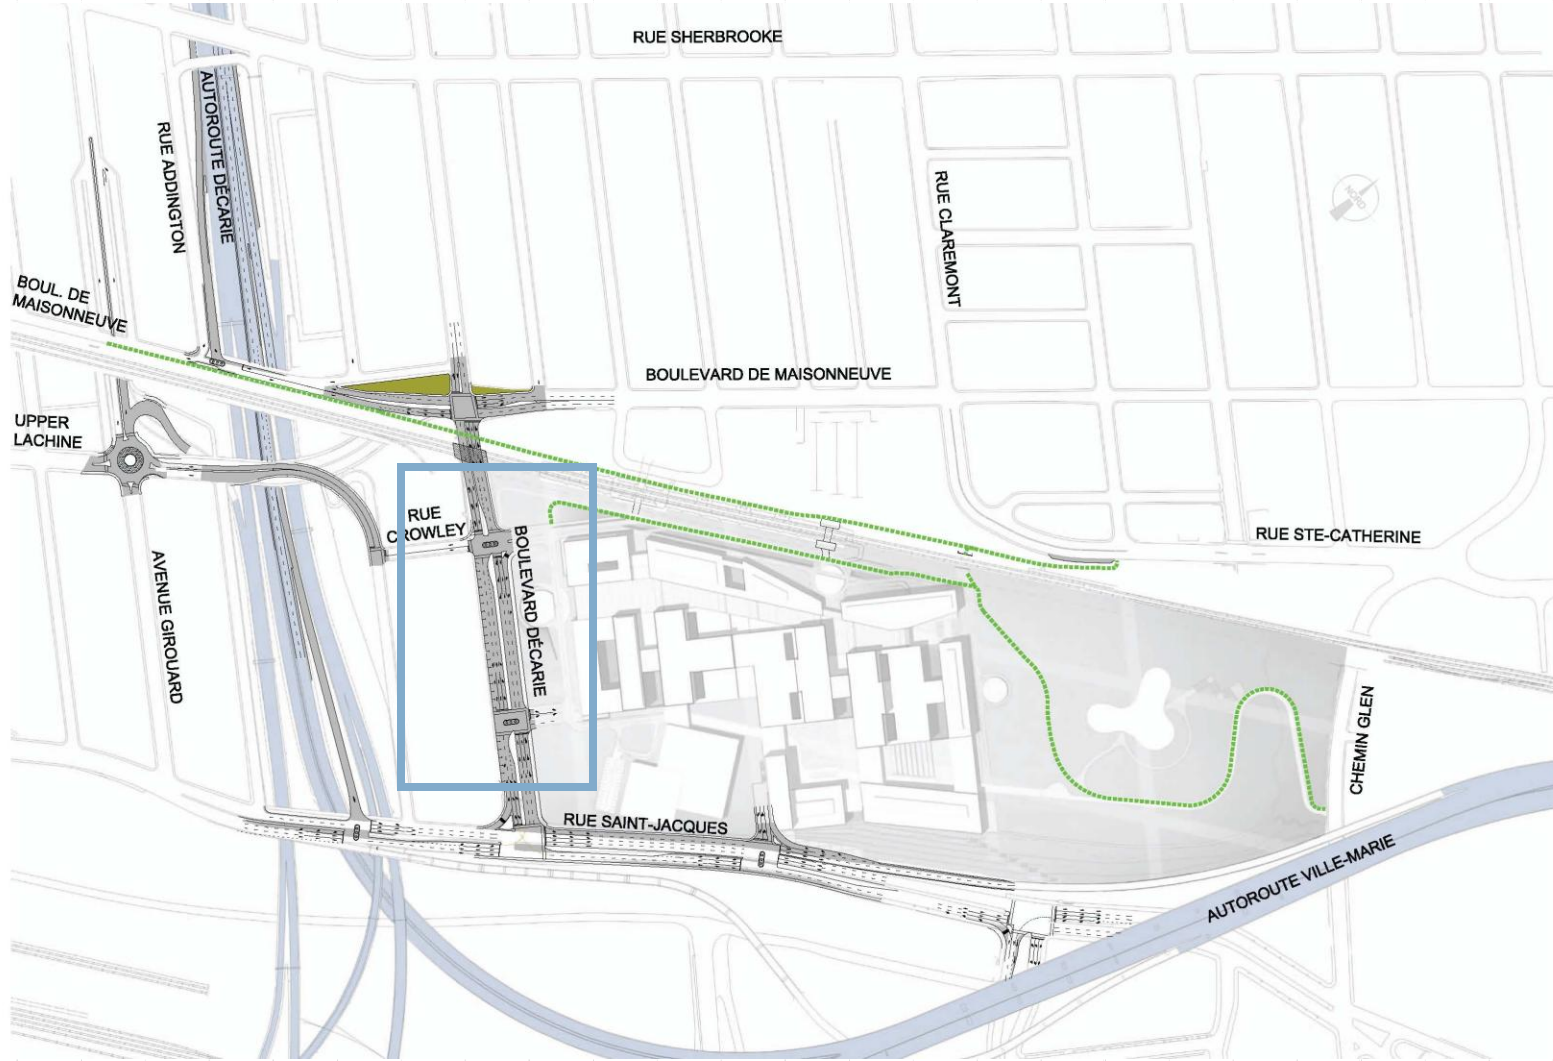 RUE SHERBROOKE
RUE ADDINGTON
AUTOROUTE DÉCARIE
RUE CLAREMONT
NORD
BOUL. DE
MAISONNEUVE
BOULEVARD DE MAISONNEUVE
UPPER
LACHINE
RUE
CROWLEY
BOULEVARD DÉCARIE
RUE STE-CATHERINE
AVENUE GIROUARD
CHEMIN GLEN
RUE SAINT-JACQUES
AUTOROUTE VILLE-MARIE